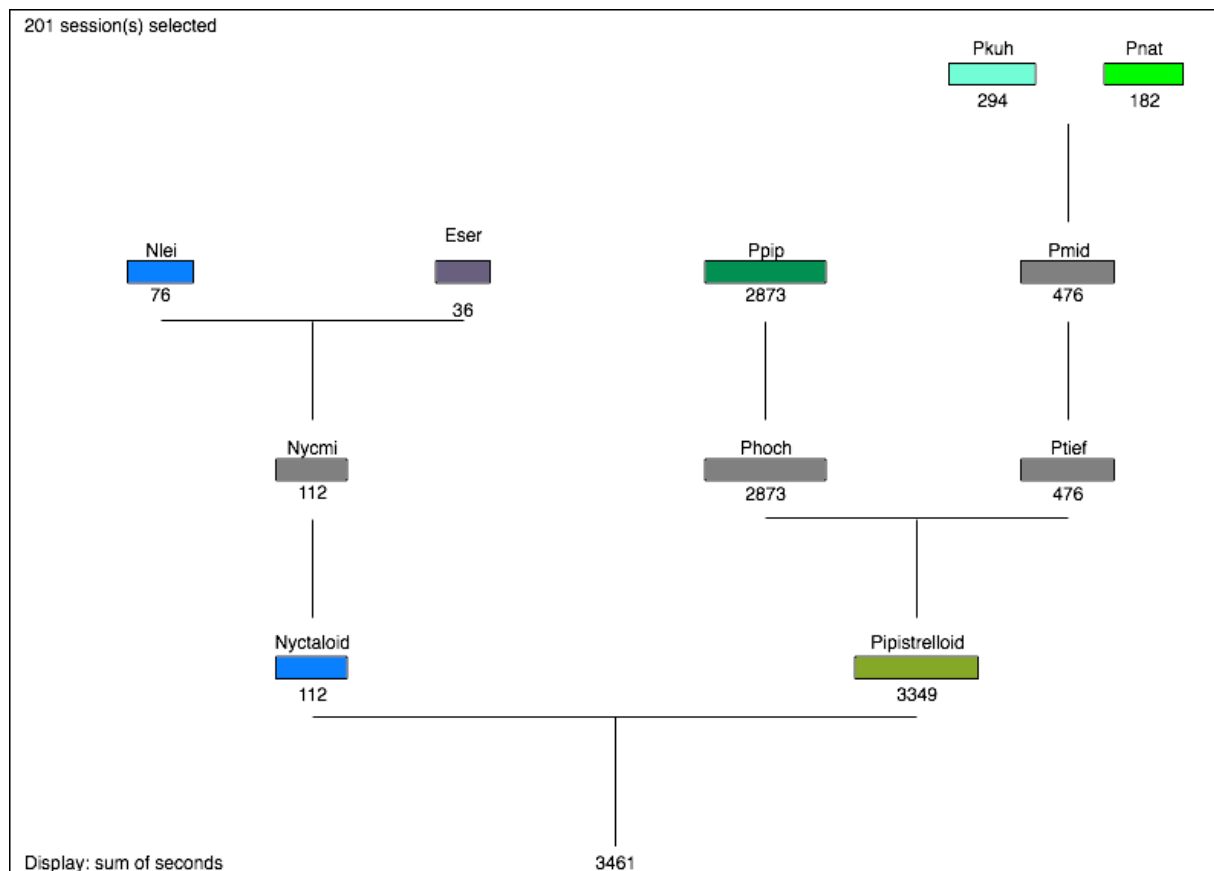 201 session(s) selected
Pkuh Pnat
294 182
Nlei Eser Ppip Pmid
76 36 2873 476
Nycmi Phoch Ptief
112 2873 476
Nyctaloid Pipistrelloid
112 3349
Display: sum of seconds 3461